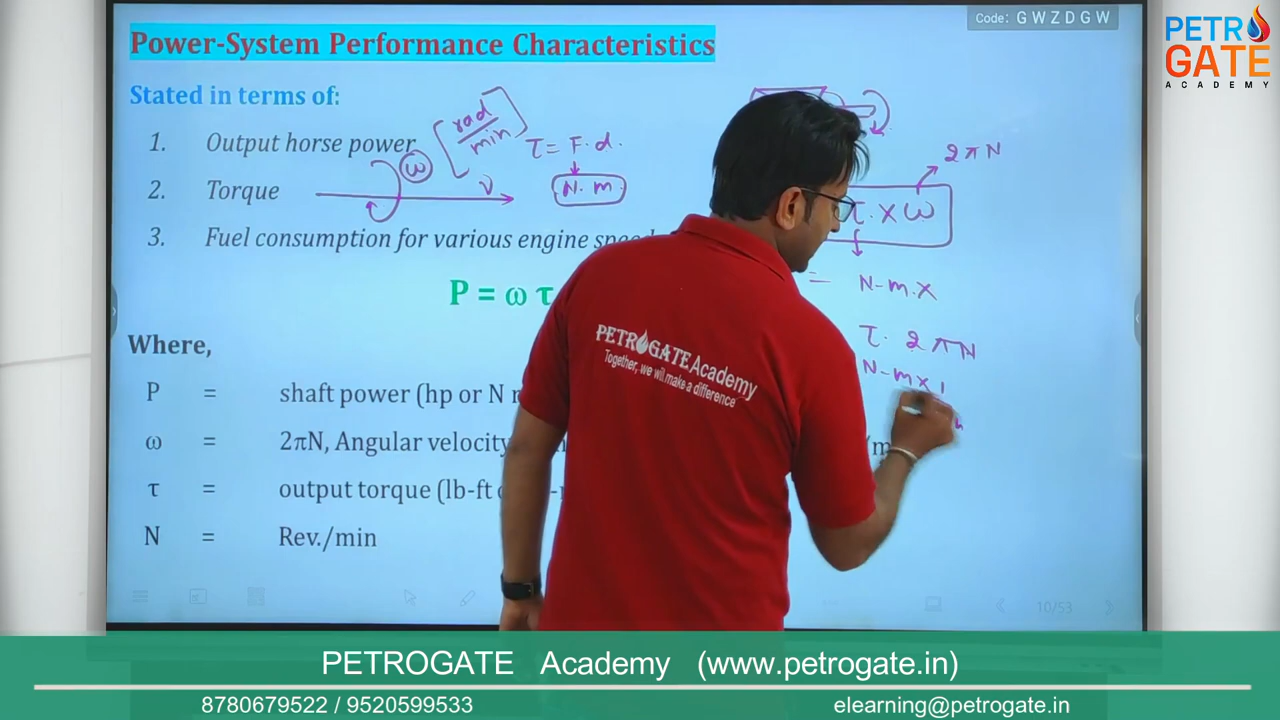 Code: G W Z D G W
PETRO
GATE
ACADEMY
Power-System Performance Characteristics
Stated in terms of:
1. Output horse power
[rad/min]
τ = F. d.
2πN
2. Torque
ω
ν
N. m
τ. x ω
3. Fuel consumption for various engine
P = ω τ
= N-m. x
τ. 2πN
N-m x 1
Where,
PETROGATE Academy
Together, we will make a difference
P = shaft power (hp or N
ω = 2πN, Angular velocity
τ = output torque (lb-ft
N = Rev./min
10/53
PETROGATE Academy (www.petrogate.in)
8780679522 / 9520599533
elearning@petrogate.in